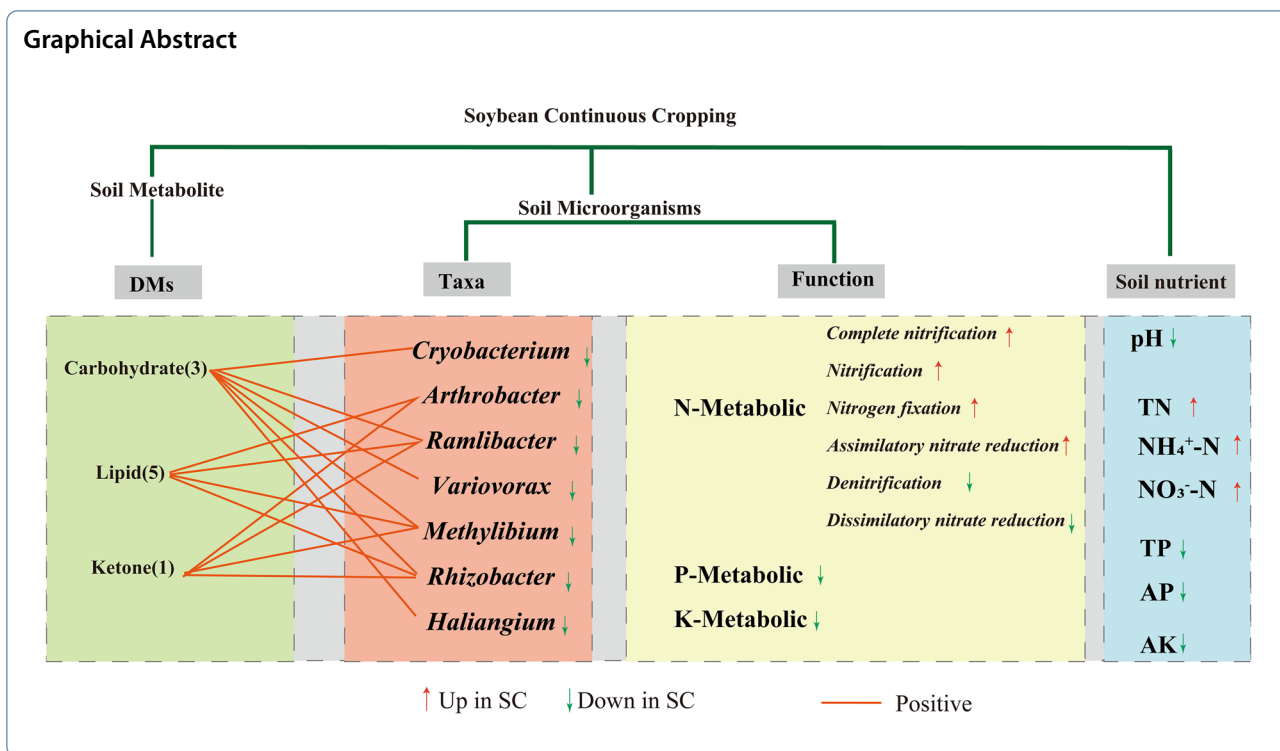 Graphical Abstract
Soybean Continuous Cropping
Soil Metabolite
Soil Microorganisms
DMs
Taxa
Function
Soil nutrient
Carbohydrate(3)
Lipid(5)
Ketone(1)
Cryobacterium ↓
Arthrobacter ↓
Ramlibacter ↓
Variovorax ↓
Methylibium ↓
Rhizobacter ↓
Haliangium ↓
N-Metabolic
Complete nitrification ↑
Nitrification ↑
Nitrogen fixation ↑
Assimilatory nitrate reduction ↑
Denitrification ↓
Dissimilatory nitrate reduction ↓
P-Metabolic ↓
K-Metabolic ↓
pH ↓
TN ↑
NH₄⁺-N ↑
NO₃⁻-N ↑
TP ↓
AP ↓
AK ↓
↑ Up in SC ↓ Down in SC Positive